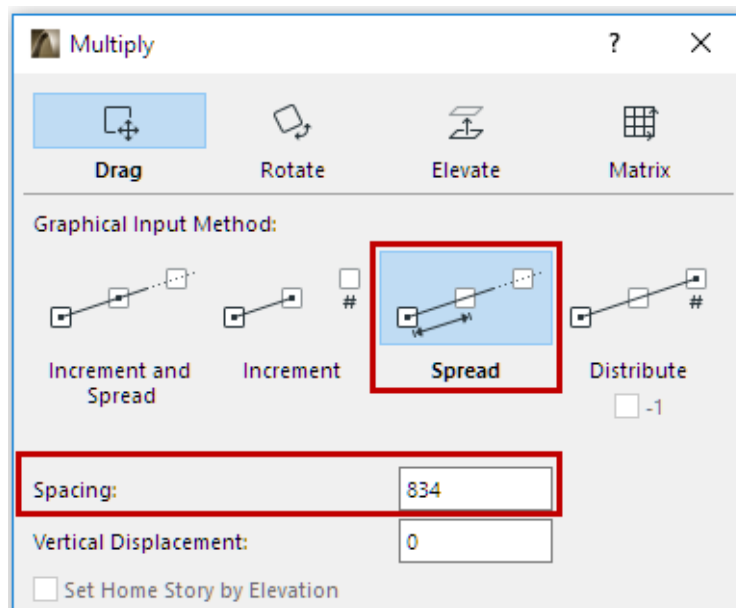 Multiply ? ×
Drag Rotate Elevate Matrix
Graphical Input Method:
# #
Increment and Spread Increment Spread Distribute
-1
Spacing: 834
Vertical Displacement: 0
Set Home Story by Elevation